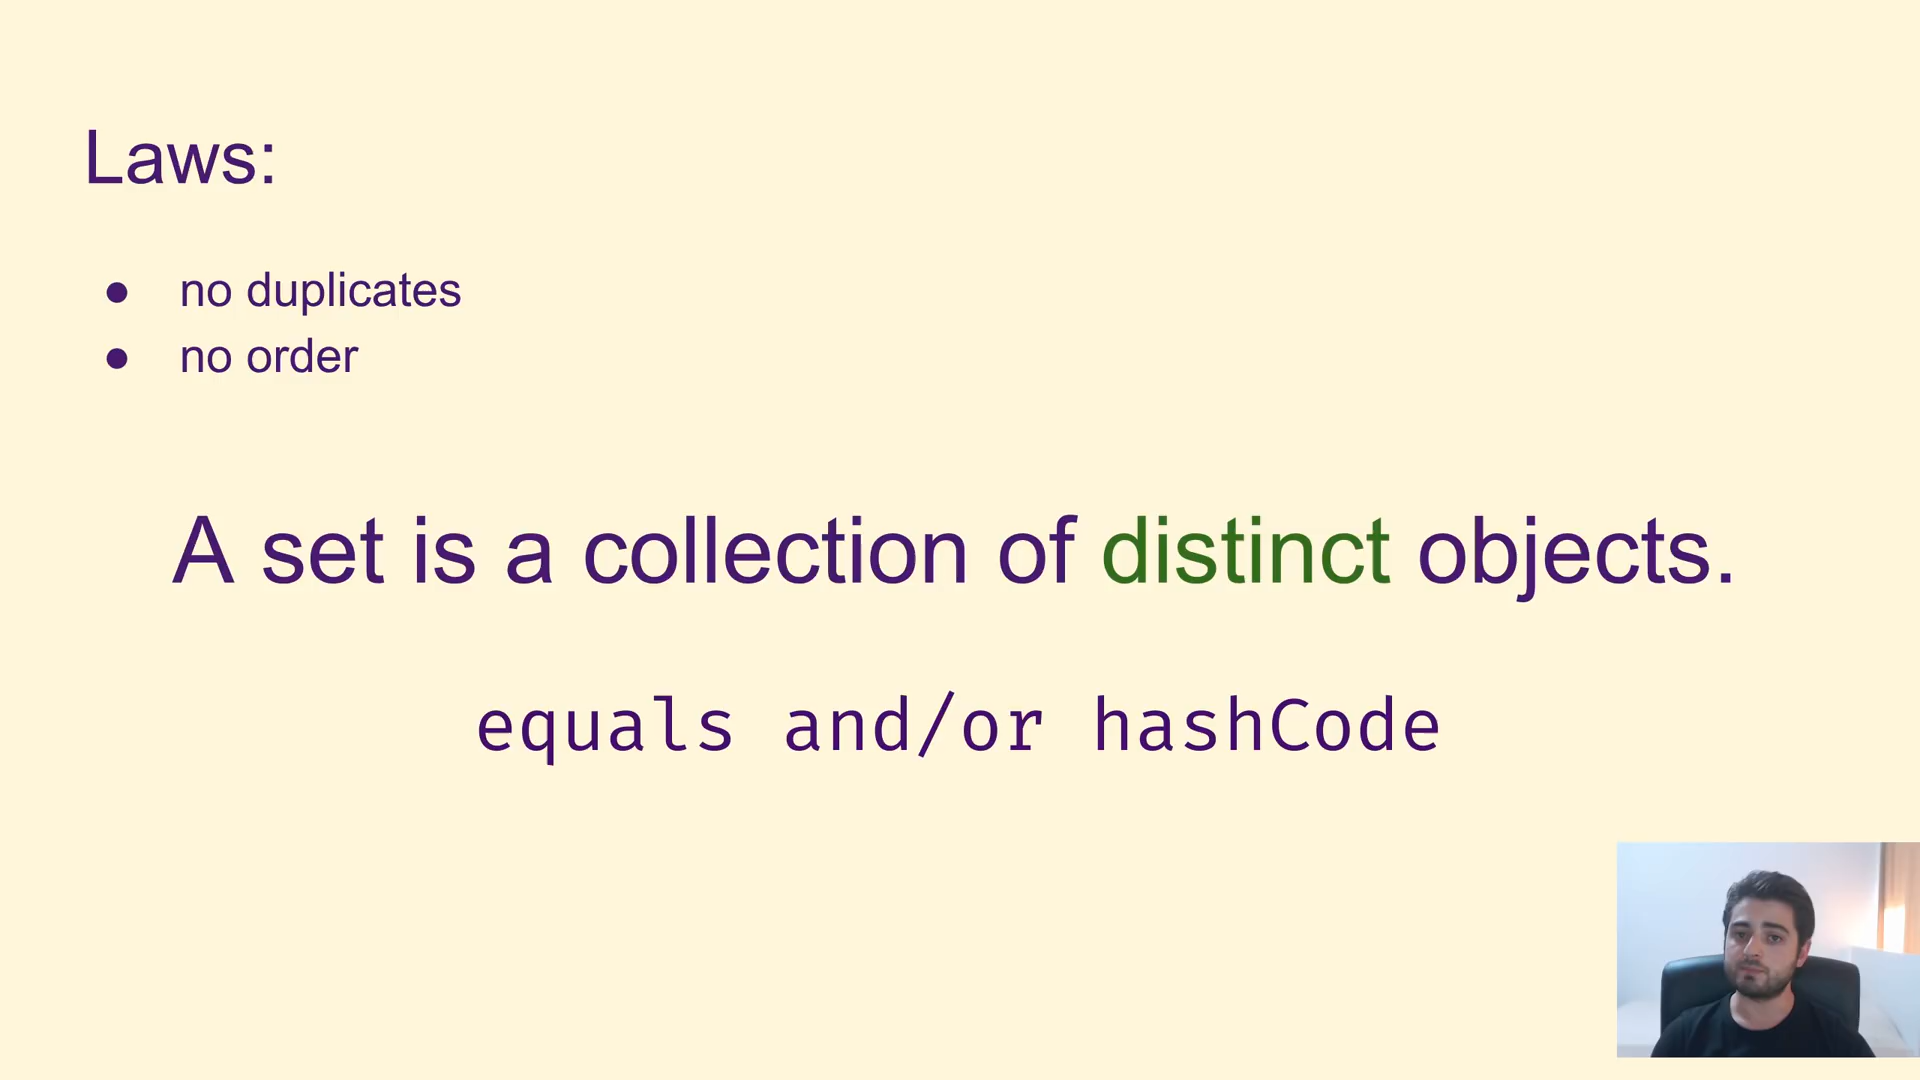 Laws:
● no duplicates
● no order
A set is a collection of distinct objects.
equals and/or hashCode